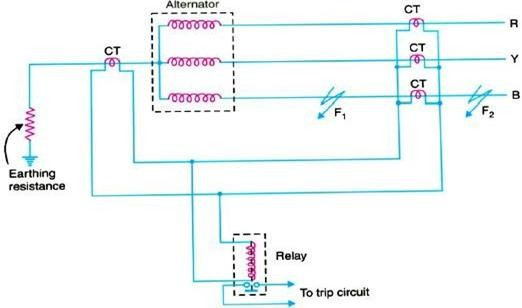 Alternator
CT
R
CT
CT
Y
CT
B
F1
F2
Earthing
resistance
Relay
To trip circuit